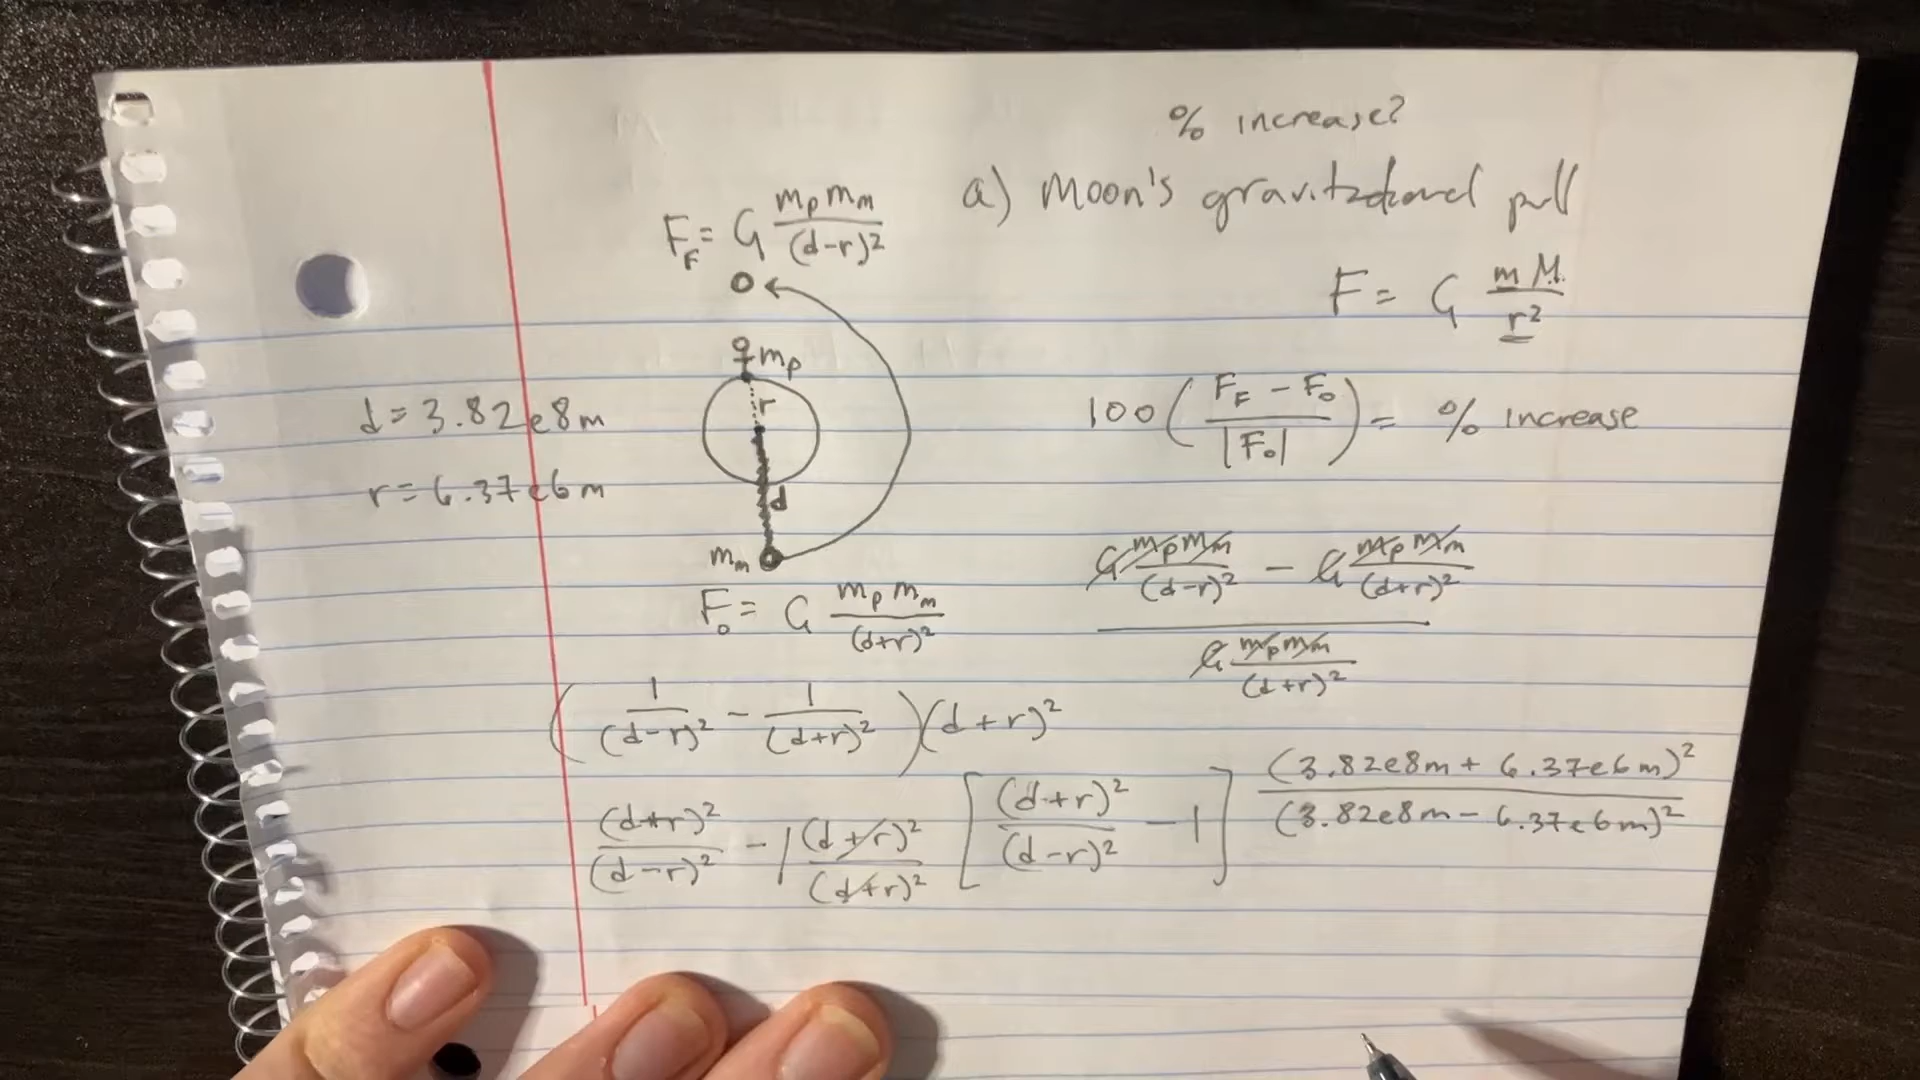 % increase?
a) Moon's gravitational pull
F_F = G m_p m_m / (d-r)²
F = G m M / r²
m_p
r
d = 3.82e8m
100 ( F_F - F_o / |F_o| ) = % increase
r = 6.37e6m
d
m_m
F_o = G m_p m_m / (d+r)²
G m_p m_m / (d-r)² - G m_p m_m / (d+r)²
G m_p m_m / (d+r)²
( 1 / (d-r)² - 1 / (d+r)² ) (d+r)²
(d+r)² / (d-r)² - 1 (d+r)² / (d+r)² [ (d+r)² / (d-r)² - 1 ] (3.82e8m + 6.37e6m)² / (3.82e8m - 6.37e6m)²